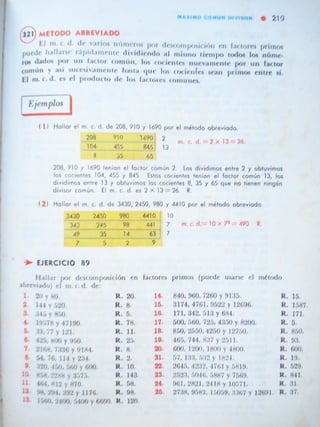 MAXIMO COMUN DIVISOR ● 219
221 METODO ABREVIADO
El m. c. d. de varios números por descomposición en factores primos
puede hallarse rápidamente dividiendo al mismo tiempo todos los núme-
ros dados por un factor común, los cocientes nuevamente por un factor
común y así sucesivamente hasta que los cocientes sean primos entre sí.
El m. c. d. es el producto de los factores comunes.
Ejemplos
(1) Hallar el m. c. d. de 208, 910 y 1690 por el método abreviado.
208 910 1690 2
104 455 845 13
8 35 65
m. c. d. = 2 × 13 = 26.
208, 910 y 1690 tenían el factor común 2. Los dividimos entre 2 y obtuvimos
los cocientes 104, 455 y 845. Estos cocientes tenían el factor común 13, los
dividimos entre 13 y obtuvimos los cocientes 8, 35 y 65 que no tienen ningún
divisor común. El m. c. d. es 2 × 13 = 26. R.
(2) Hallar el m. c. d. de 3430, 2450, 980 y 4410 por el método abreviado
3430 2450 980 4410 10
343 245 98 441 7
49 35 14 63 7
7 5 2 9
m. c. d. = 10 × 7² = 490 R.
➤ EJERCICIO 89
Hallar por descomposición en factores primos (puede usarse el método
abreviado) el m. c. d. de:
1. 20 y 80. R. 20.
2. 144 y 520. R. 8.
3. 345 y 850. R. 5.
4. 19578 y 47190. R. 78.
5. 33, 77 y 121. R. 11.
6. 425, 800 y 950. R. 25.
7. 2168, 7336 y 9184. R. 8.
8. 54, 76, 114 y 234. R. 2.
9. 320, 450, 560 y 600. R. 10.
10. 858, 2288 y 3575. R. 143.
11. 464, 812 y 870. R. 58.
12. 98, 294, 392 y 1176. R. 98.
13. 1560, 2400, 5400 y 6600. R. 120.
14. 840, 960, 7260 y 9135. R. 15.
15. 3174, 4761, 9522 y 12696. R. 1587.
16. 171, 342, 513 y 684. R. 171.
17. 500, 560, 725, 4350 y 8200. R. 5.
18. 850, 2550, 4250 y 12750. R. 850.
19. 465, 744, 837 y 2511. R. 93.
20. 600, 1200, 1800 y 4800. R. 600.
21. 57, 133, 532 y 1824. R. 19.
22. 2645, 4232, 4761 y 5819. R. 529.
23. 2523, 5046, 5887 y 7569. R. 841.
24. 961, 2821, 2418 y 10571. R. 31.
25. 2738, 9583, 15059, 3367 y 12691. R. 37.